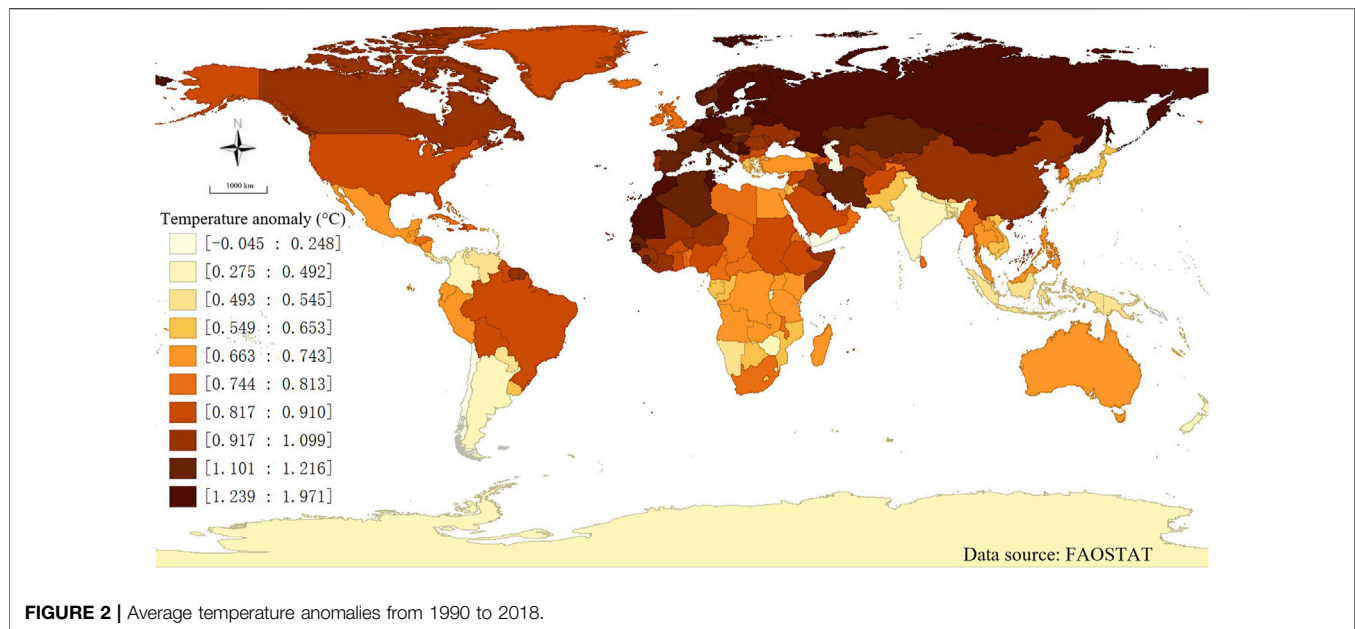 N
1000 km
Temperature anomaly (°C)
[-0.045 : 0.248]
[0.275 : 0.492]
[0.493 : 0.545]
[0.549 : 0.653]
[0.663 : 0.743]
[0.744 : 0.813]
[0.817 : 0.910]
[0.917 : 1.099]
[1.101 : 1.216]
[1.239 : 1.971]
Data source: FAOSTAT
FIGURE 2 | Average temperature anomalies from 1990 to 2018.